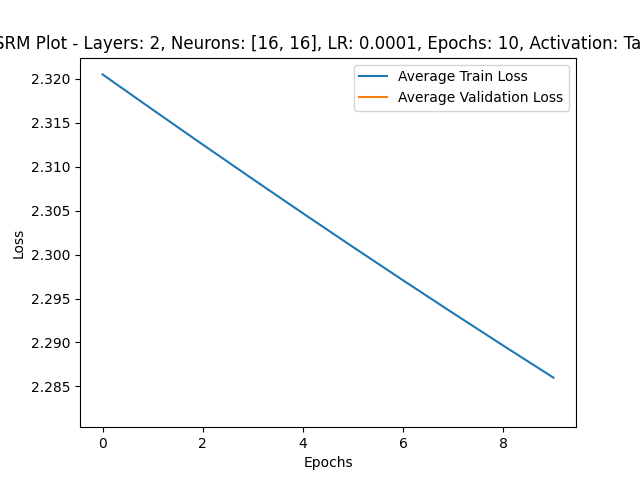 SRM Plot - Layers: 2, Neurons: [16, 16], LR: 0.0001, Epochs: 10, Activation: Ta
Average Train Loss
Average Validation Loss
2.320
2.315
2.310
2.305
2.300
2.295
2.290
2.285
Loss
0 2 4 6 8
Epochs